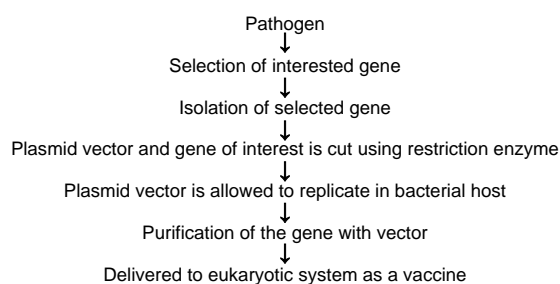 Pathogen
Selection of interested gene
Isolation of selected gene
Plasmid vector and gene of interest is cut using restriction enzyme
Plasmid vector is allowed to replicate in bacterial host
Purification of the gene with vector
Delivered to eukaryotic system as a vaccine